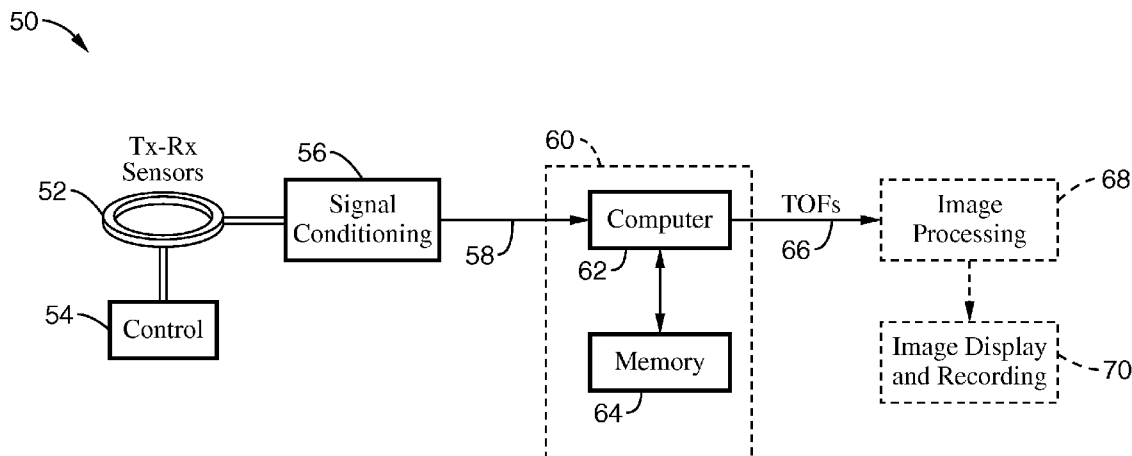 50
Tx-Rx
Sensors
52
54
Control
56
Signal
Conditioning
58
60
Computer
62
Memory
64
TOFs
66
Image
Processing
68
Image Display
and Recording
70